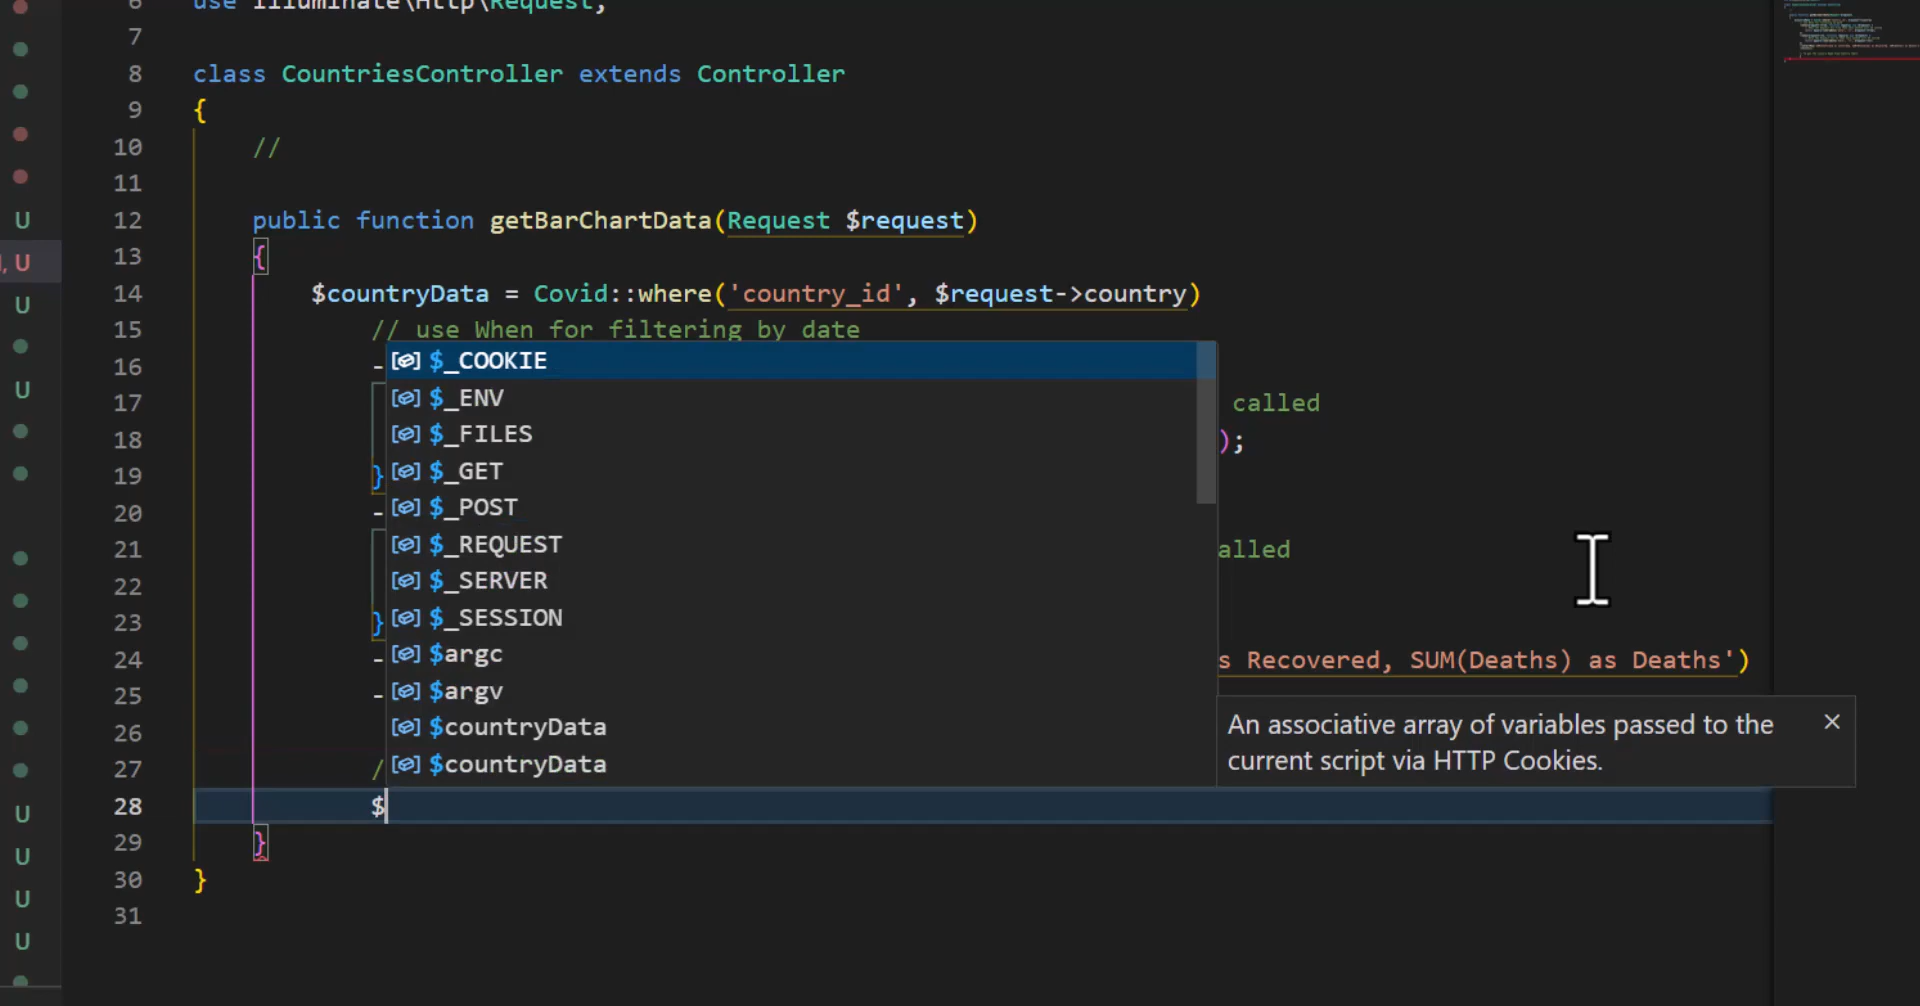 6 use Illuminate\Http\Request;
7
8 class CountriesController extends Controller
9 {
10 //
11
12 public function getBarChartData(Request $request)
13 {
14 $countryData = Covid::where('country_id', $request->country)
15 // use When for filtering by date
16 - $_COOKIE
$_ENV
17 called
$_FILES
18 );
$_GET
19 }
$_POST
20 -
$_REQUEST
21 alled
$_SERVER
22
$_SESSION
23 }
$argc
24 - s Recovered, SUM(Deaths) as Deaths')
$argv
25 -
$countryData
26
$countryData
27 /
An associative array of variables passed to the
current script via HTTP Cookies.
28 $
29 }
30 }
31
U
, U
U
U
U
U
U
U